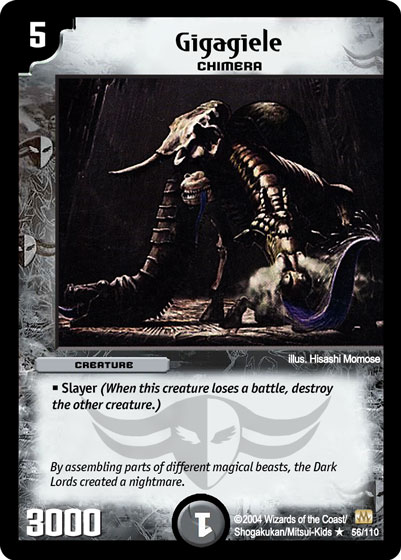 5
Gigagiele
CHIMERA
illus. Hisashi Momose
CREATURE
▪ Slayer (When this creature loses a battle, destroy
the other creature.)
By assembling parts of different magical beasts, the Dark
Lords created a nightmare.
3000
1
©2004 Wizards of the Coast/
Shogakukan/Mitsui-Kids ★ 56/110